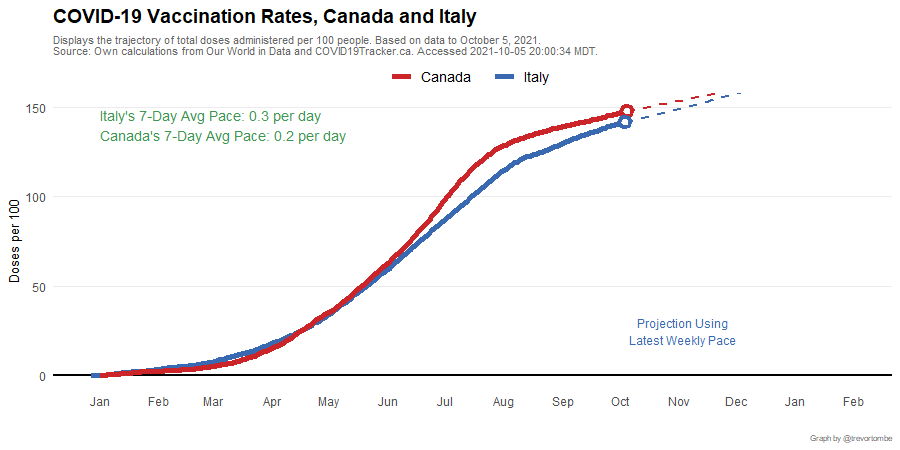 COVID-19 Vaccination Rates, Canada and Italy
Displays the trajectory of total doses administered per 100 people. Based on data to October 5, 2021.
Source: Own calculations from Our World in Data and COVID19Tracker.ca. Accessed 2021-10-05 20:00:34 MDT.
Canada Italy
150
Italy's 7-Day Avg Pace: 0.3 per day
Canada's 7-Day Avg Pace: 0.2 per day
100
Doses per 100
50
Projection Using
Latest Weekly Pace
0
Jan Feb Mar Apr May Jun Jul Aug Sep Oct Nov Dec Jan Feb
Graph by @trevortombe